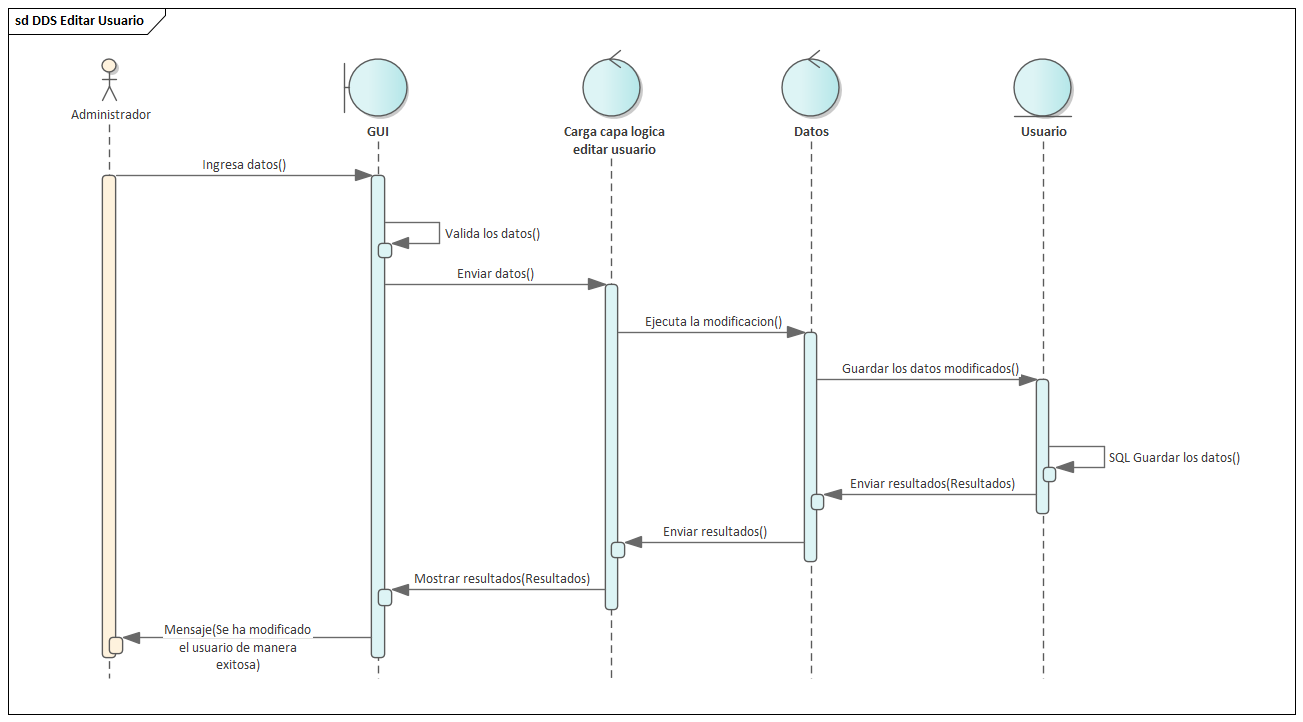 sd DDS Editar Usuario
Administrador
GUI
Carga capa logica
editar usuario
Datos
Usuario
Ingresa datos()
Valida los datos()
Enviar datos()
Ejecuta la modificacion()
Guardar los datos modificados()
SQL Guardar los datos()
Enviar resultados(Resultados)
Enviar resultados()
Mostrar resultados(Resultados)
Mensaje(Se ha modificado
el usuario de manera
exitosa)